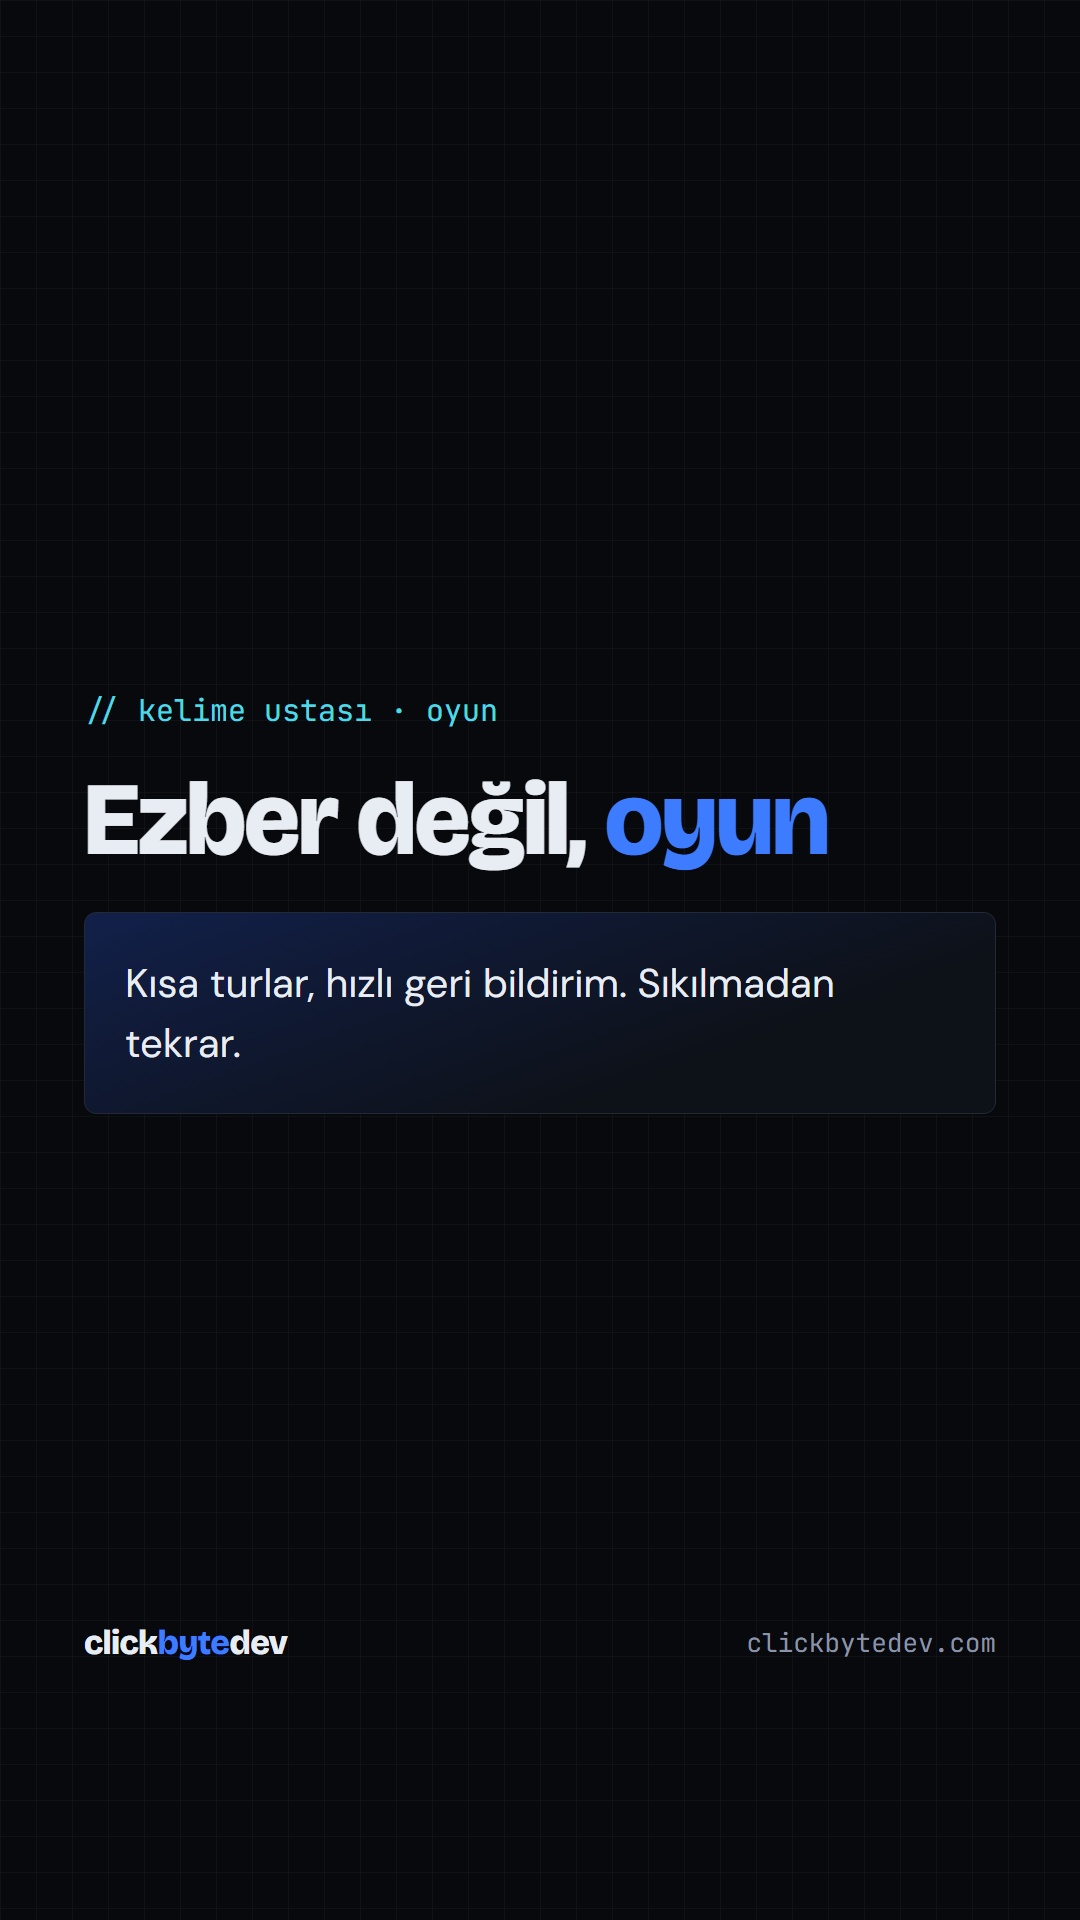 // kelime ustası · oyun
Ezber değil, oyun
Kısa turlar, hızlı geri bildirim. Sıkılmadan
tekrar.
clickbytedev
clickbytedev.com